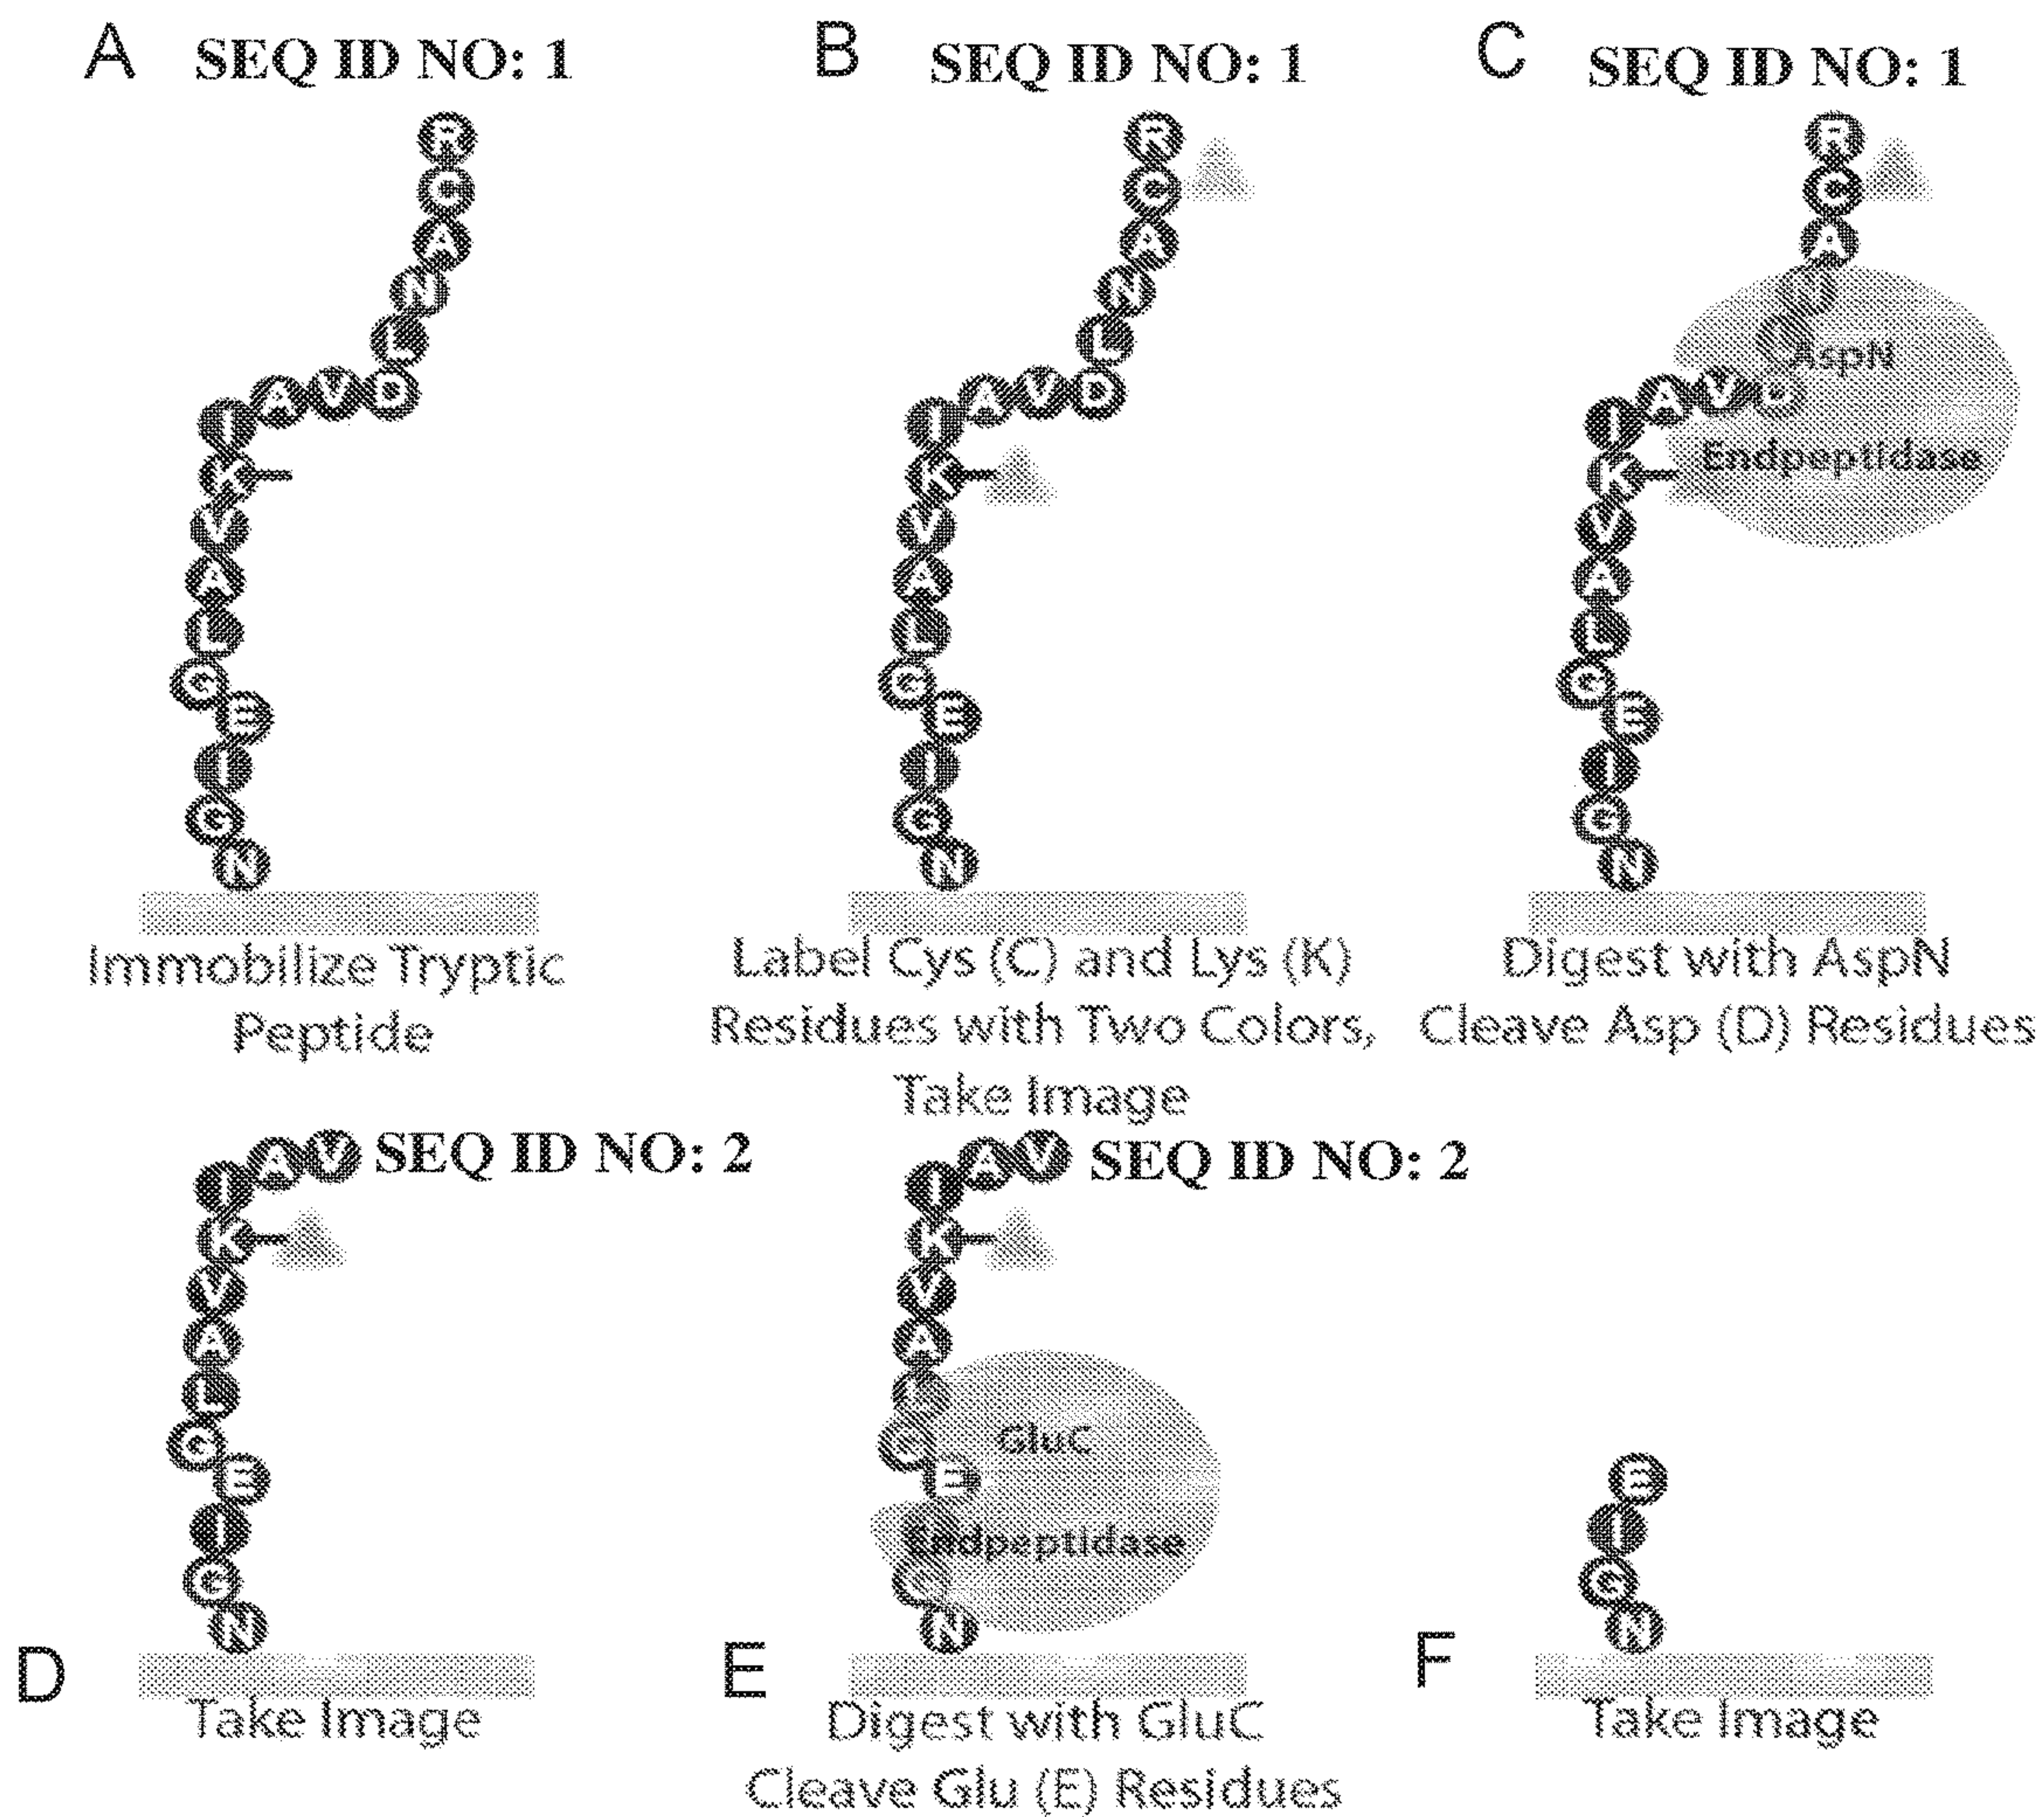 A SEQ ID NO: 1
R
C
A
N
L
A V D
I
K
V
A
L
G
E
I
G
N
Immobilize Tryptic
Peptide
B SEQ ID NO: 1
R
C
A
N
L
A V D
I
K
V
A
L
G
E
I
G
N
Label Cys (C) and Lys (K)
Residues with Two Colors,
Take Image
C SEQ ID NO: 1
R
C
A
N
AspN
A V D
I
Endpeptidase
K
V
A
L
G
E
I
G
N
Digest with AspN
Cleave Asp (D) Residues
A V SEQ ID NO: 2
I
K
V
A
L
G
E
I
G
N
D
Take Image
A V SEQ ID NO: 2
I
K
V
A
L
GluC
G
E
Endpeptidase
G
N
E
Digest with GluC
Cleave Glu (E) Residues
E
I
G
N
F
Take Image